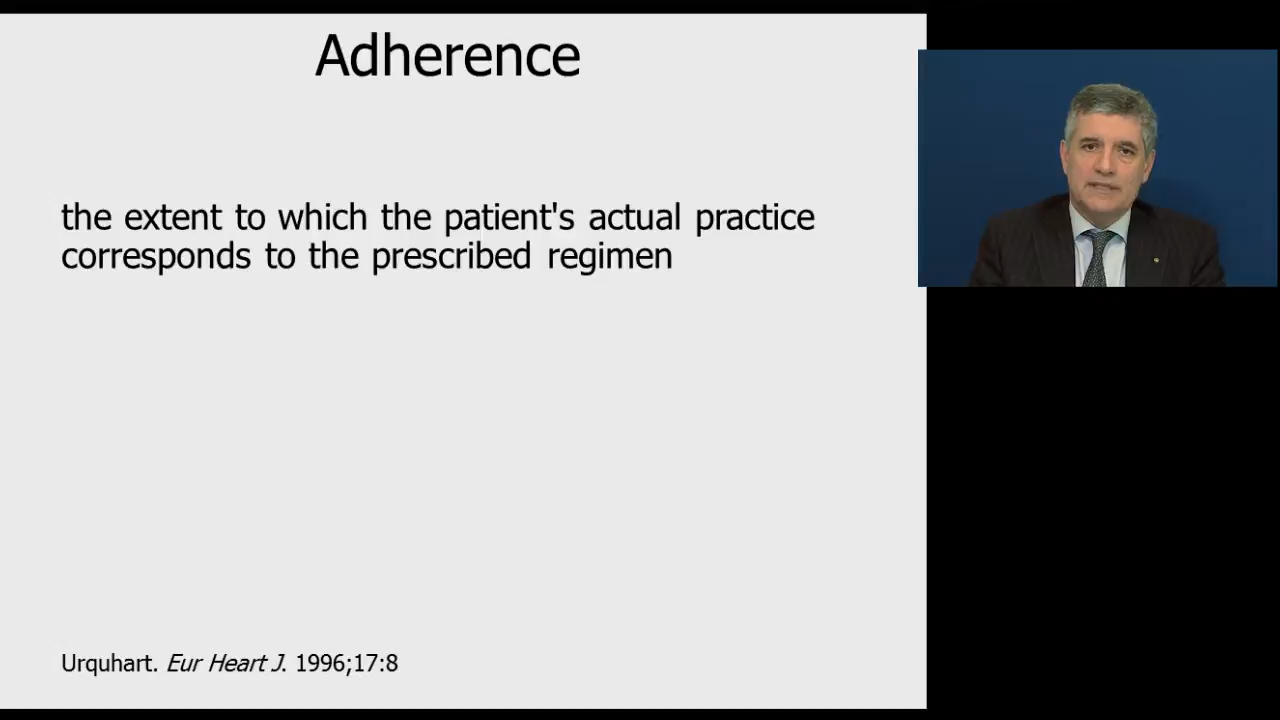 Adherence
the extent to which the patient's actual practice
corresponds to the prescribed regimen
Urquhart. Eur Heart J. 1996;17:8